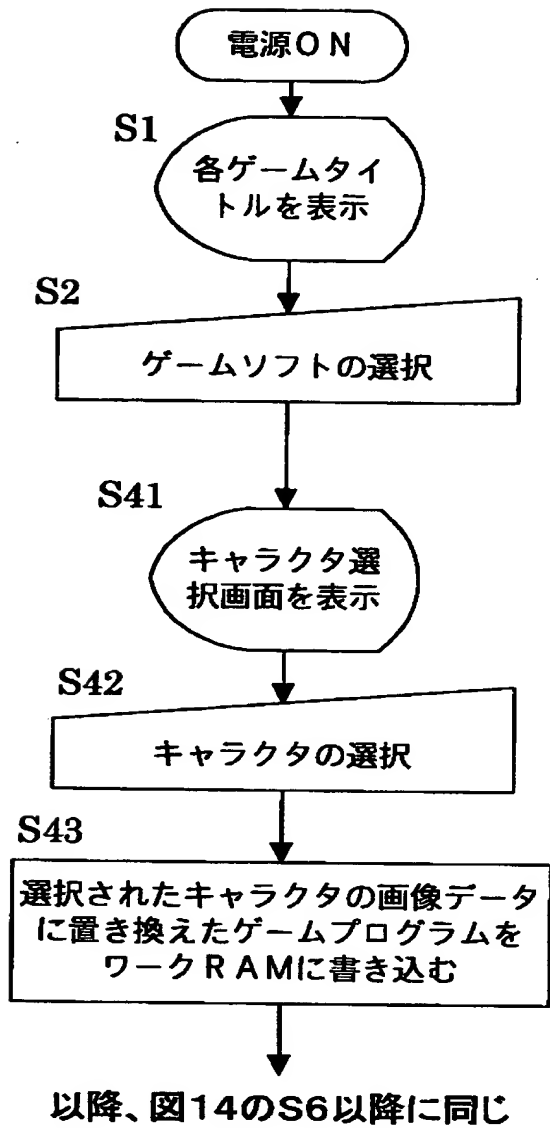 電源ON
S1
各ゲームタイ
トルを表示
S2
ゲームソフトの選択
S41
キャラクタ選
択画面を表示
S42
キャラクタの選択
S43
選択されたキャラクタの画像データ
に置き換えたゲームプログラムを
ワークRAMに書き込む
以降、図14のS6以降に同じ